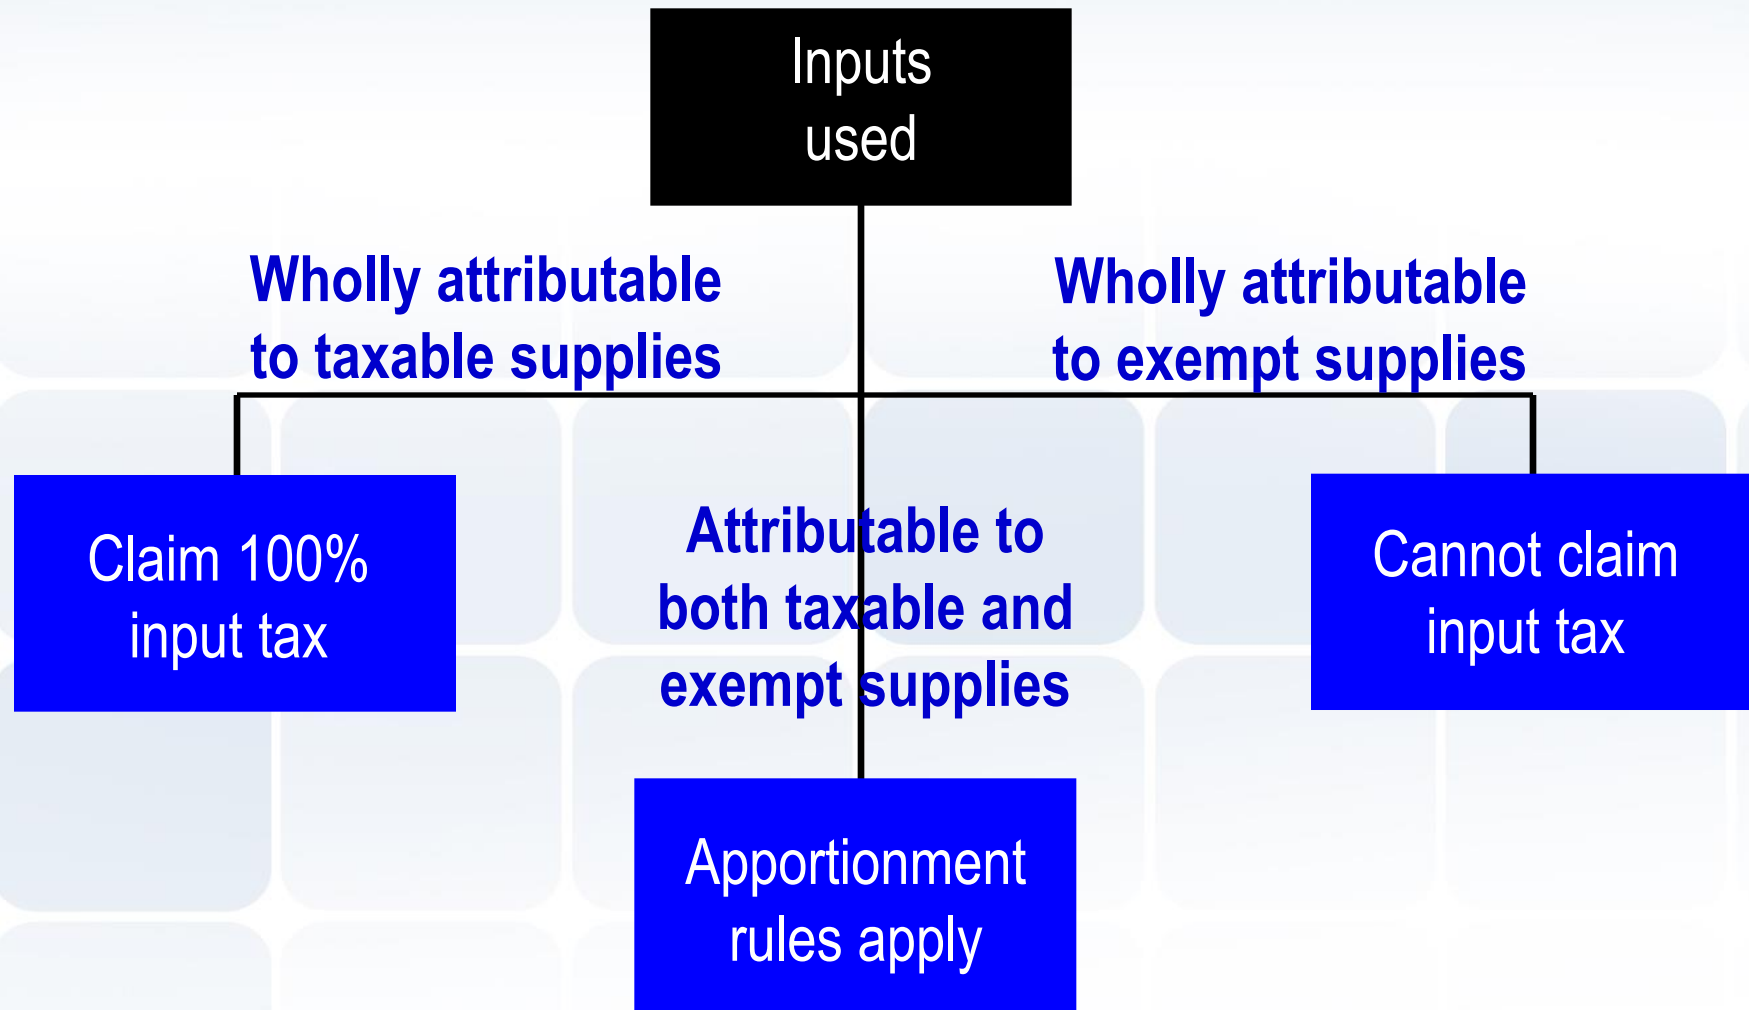 Inputs
used
Wholly attributable
to taxable supplies
Wholly attributable
to exempt supplies
Claim 100%
input tax
Attributable to
both taxable and
exempt supplies
Cannot claim
input tax
Apportionment
rules apply